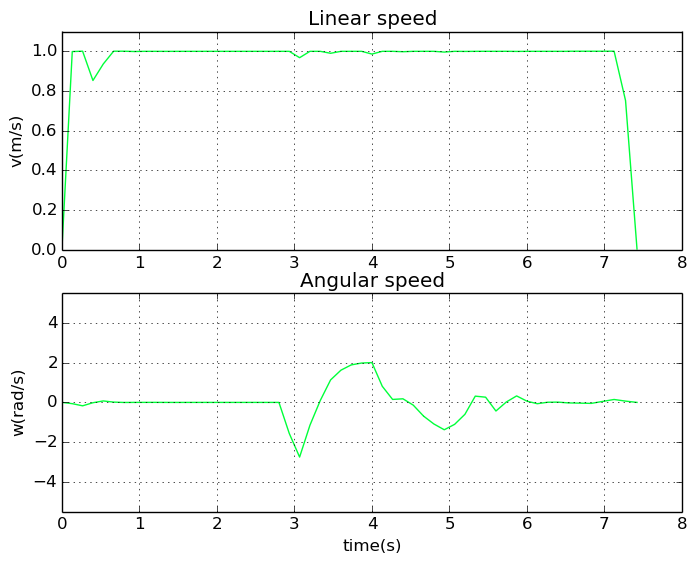 Linear speed
v(m/s)
1.0
0.8
0.6
0.4
0.2
0.0
0 1 2 3 4 5 6 7 8
Angular speed
w(rad/s)
4
2
0
−2
−4
0 1 2 3 4 5 6 7 8
time(s)